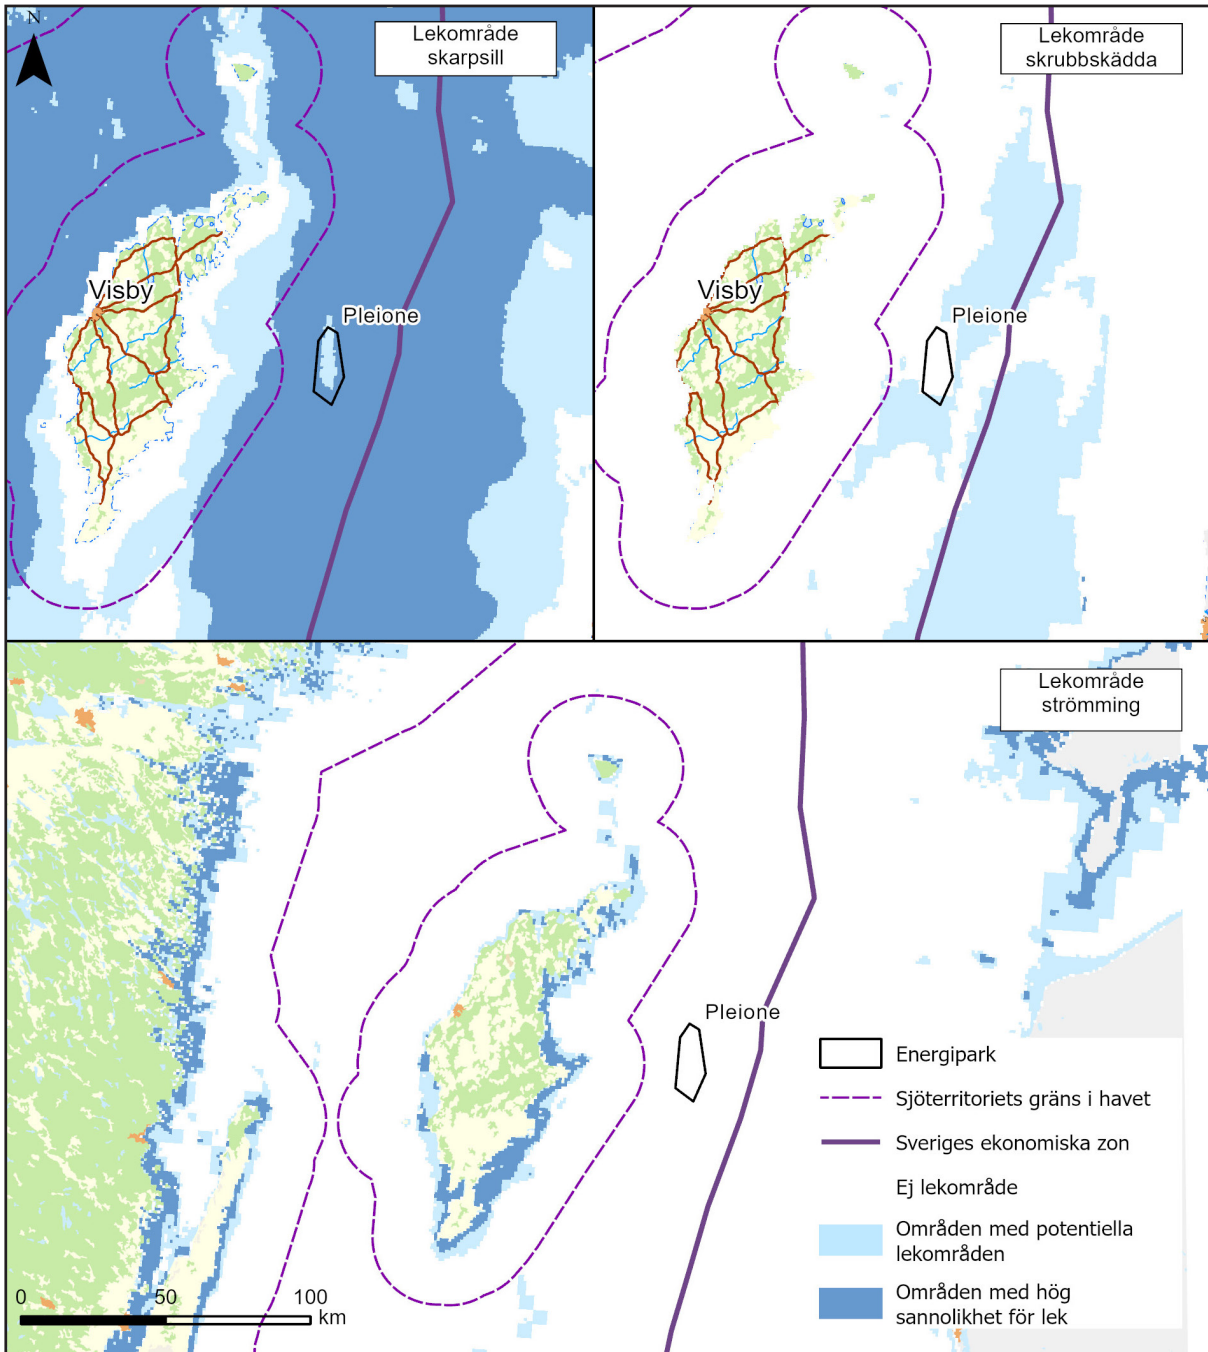 N
Lekområde
skarpsill
Visby
Pleione
Lekområde
skrubbskädda
Visby
Pleione
Lekområde
strömming
Pleione
Energipark
Sjöterritoriets gräns i havet
Sveriges ekonomiska zon
Ej lekområde
Områden med potentiella
lekområden
Områden med hög
sannolikhet för lek
0 50 100
km